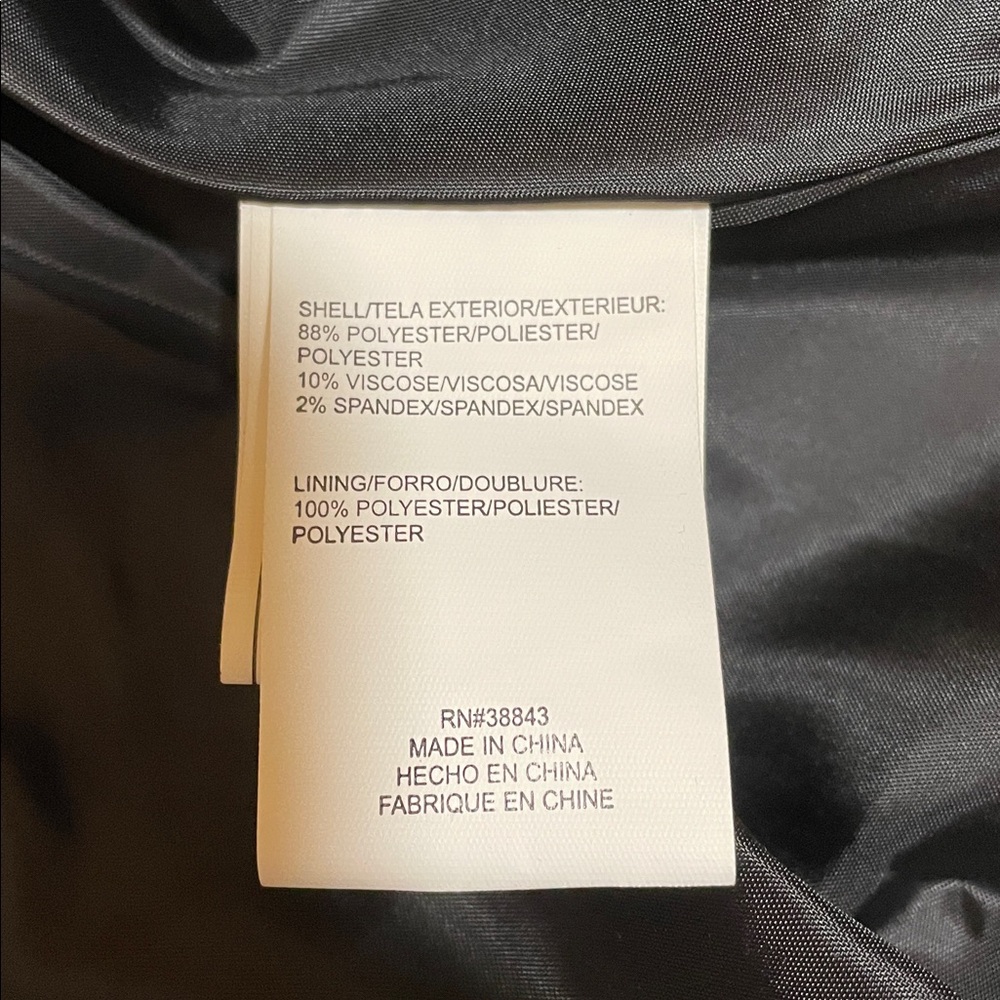 SHELL/TELA EXTERIOR/EXTERIEUR:
88% POLYESTER/POLIESTER/
POLYESTER
10% VISCOSE/VISCOSA/VISCOSE
2% SPANDEX/SPANDEX/SPANDEX
LINING/FORRO/DOUBLURE:
100% POLYESTER/POLIESTER/
POLYESTER
RN#38843
MADE IN CHINA
HECHO EN CHINA
FABRIQUE EN CHINE